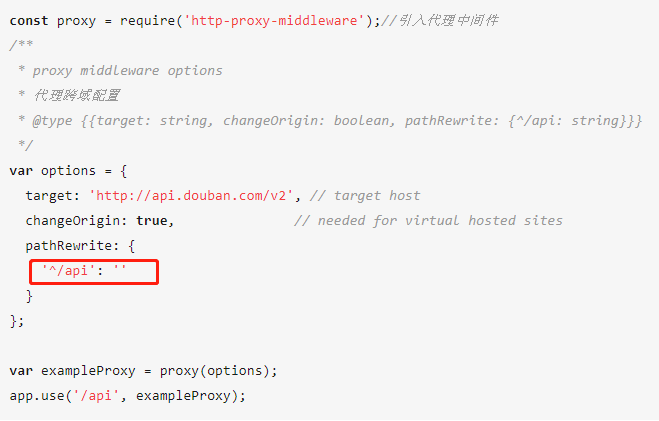 const proxy = require('http-proxy-middleware');//引入代理中间件
/**
 * proxy middleware options
 * 代理跨域配置
 * @type {{target: string, changeOrigin: boolean, pathRewrite: {^/api: string}}}
 */
var options = {
  target: 'http://api.douban.com/v2', // target host
  changeOrigin: true,               // needed for virtual hosted sites
  pathRewrite: {
    '^/api': ''
  }
};

var exampleProxy = proxy(options);
app.use('/api', exampleProxy);